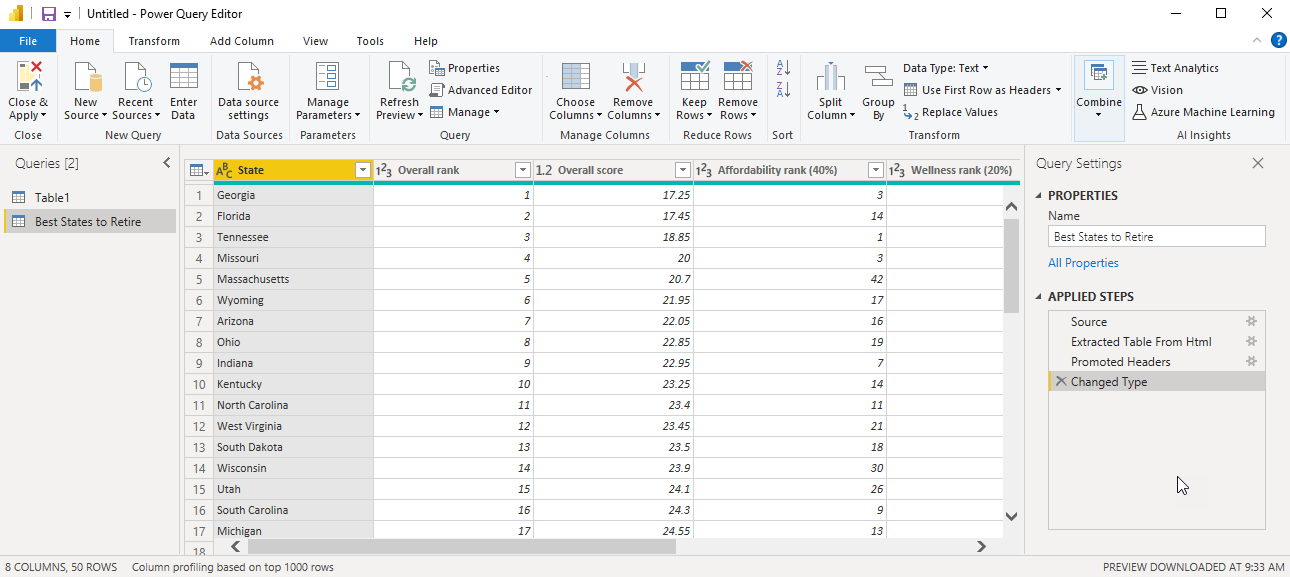 Untitled - Power Query Editor
File Home Transform Add Column View Tools Help
Close & Apply
New Source
Recent Sources
Enter Data
Data source settings
Manage Parameters
Refresh Preview
Properties
Advanced Editor
Manage
Choose Columns
Remove Columns
Keep Rows
Remove Rows
Split Column
Group By
Data Type: Text
Use First Row as Headers
Replace Values
Combine
Text Analytics
Vision
Azure Machine Learning
Close New Query Data Sources Parameters Query Manage Columns Reduce Rows Sort Transform AI Insights
Queries [2]
Table1
Best States to Retire
State Overall rank 1.2 Overall score Affordability rank (40%) Wellness rank (20%)
1 Georgia 1 17.25 3
2 Florida 2 17.45 14
3 Tennessee 3 18.85 1
4 Missouri 4 20 3
5 Massachusetts 5 20.7 42
6 Wyoming 6 21.95 17
7 Arizona 7 22.05 16
8 Ohio 8 22.85 19
9 Indiana 9 22.95 7
10 Kentucky 10 23.25 14
11 North Carolina 11 23.4 11
12 West Virginia 12 23.45 21
13 South Dakota 13 23.5 18
14 Wisconsin 14 23.9 30
15 Utah 15 24.1 26
16 South Carolina 16 24.3 9
17 Michigan 17 24.55 13
18
Query Settings
PROPERTIES
Name
Best States to Retire
All Properties
APPLIED STEPS
Source
Extracted Table From Html
Promoted Headers
Changed Type
8 COLUMNS, 50 ROWS Column profiling based on top 1000 rows
PREVIEW DOWNLOADED AT 9:33 AM